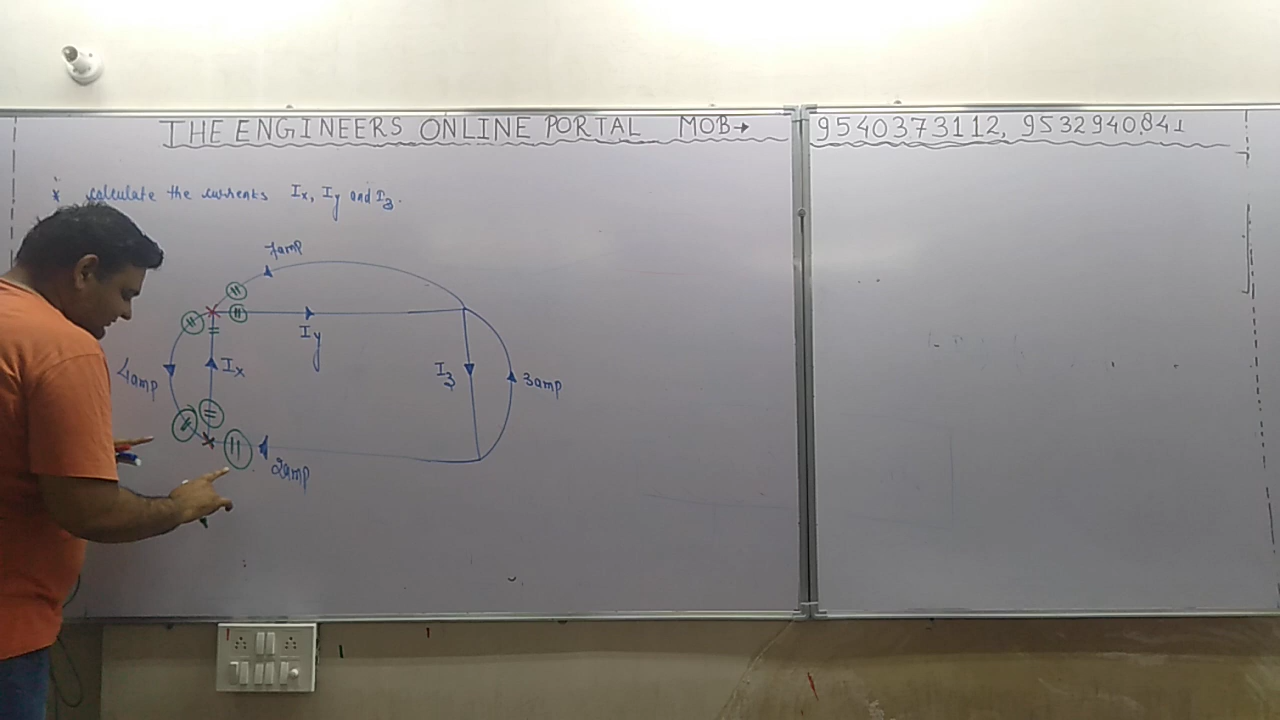 THE ENGINEERS ONLINE PORTAL MOB→ 9540373112, 9532940841
* calculate the currents Ix, Iy and I3.
7amp
Iy
4amp
Ix
I3
3amp
2amp